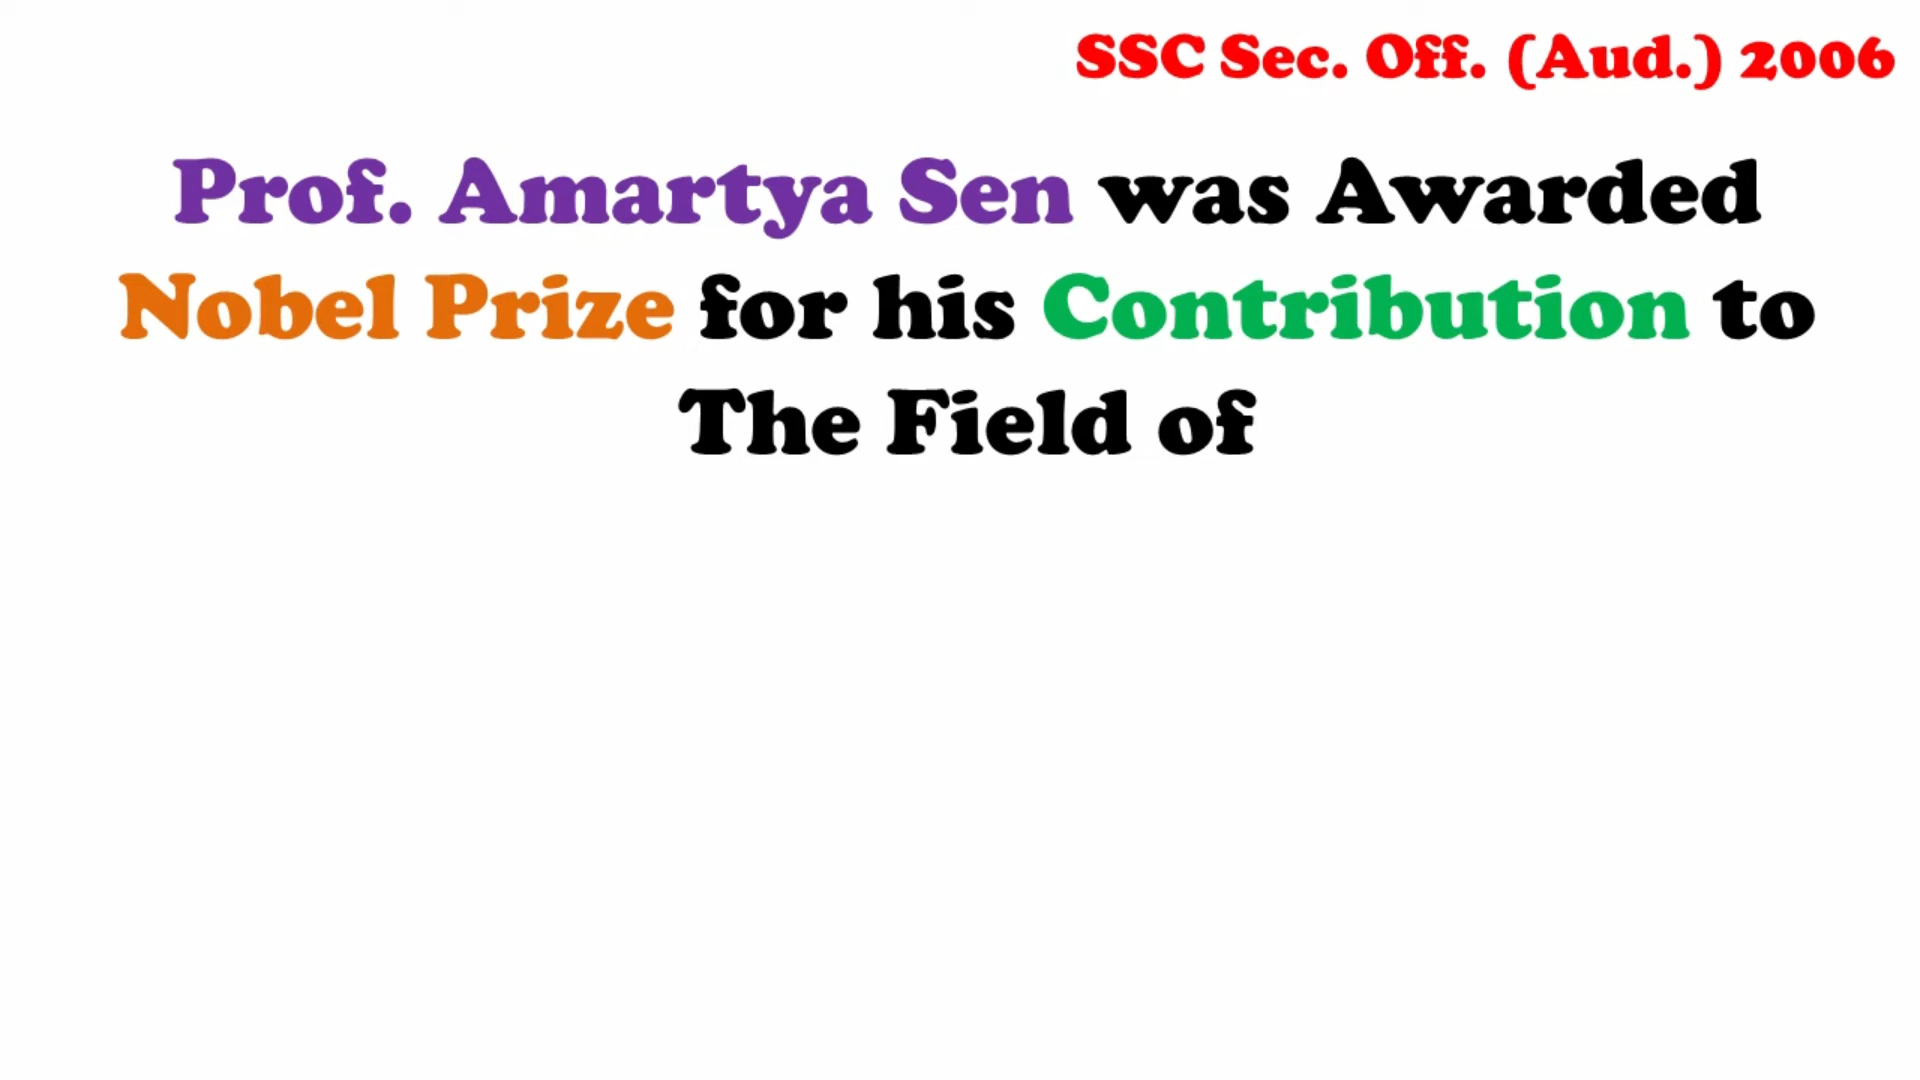 SSC Sec. Off. (Aud.) 2006
Prof. Amartya Sen was Awarded
Nobel Prize for his Contribution to
The Field of